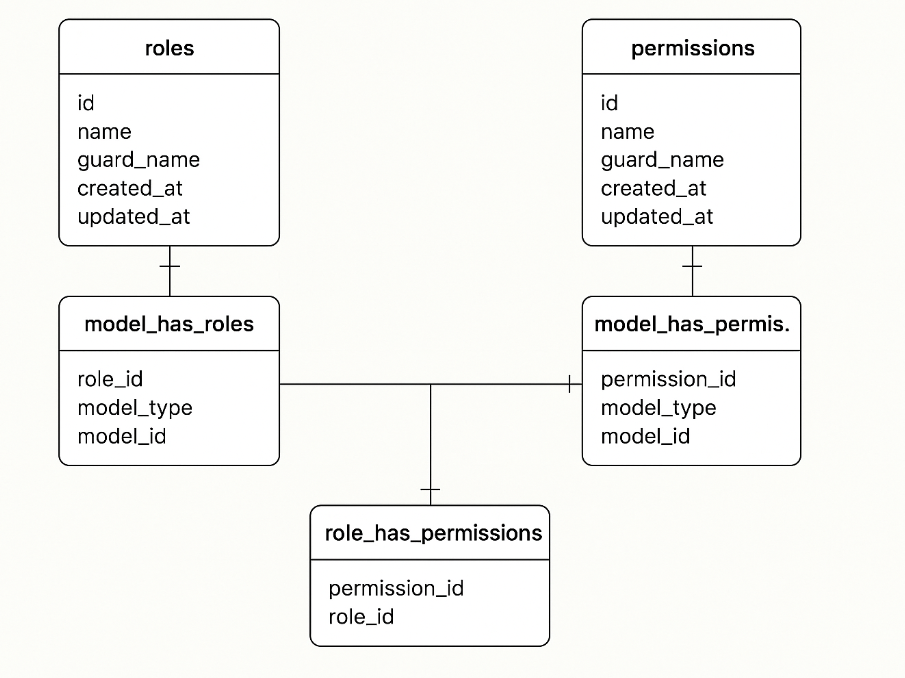 roles
id
name
guard_name
created_at
updated_at
permissions
id
name
guard_name
created_at
updated_at
model_has_roles
role_id
model_type
model_id
model_has_permis.
permission_id
model_type
model_id
role_has_permissions
permission_id
role_id